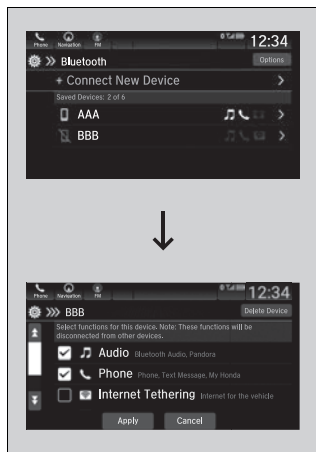 Phone Navigation FM 12:34
Bluetooth Options
+ Connect New Device
Saved Devices: 2 of 6
AAA
BBB
Phone Navigation FM 12:34
BBB Delete Device
Select functions for this device. Note: These functions will be
disconnected from other devices.
Audio Bluetooth Audio, Pandora
Phone Phone, Text Message, My Honda
Internet Tethering Internet for the vehicle
Apply Cancel